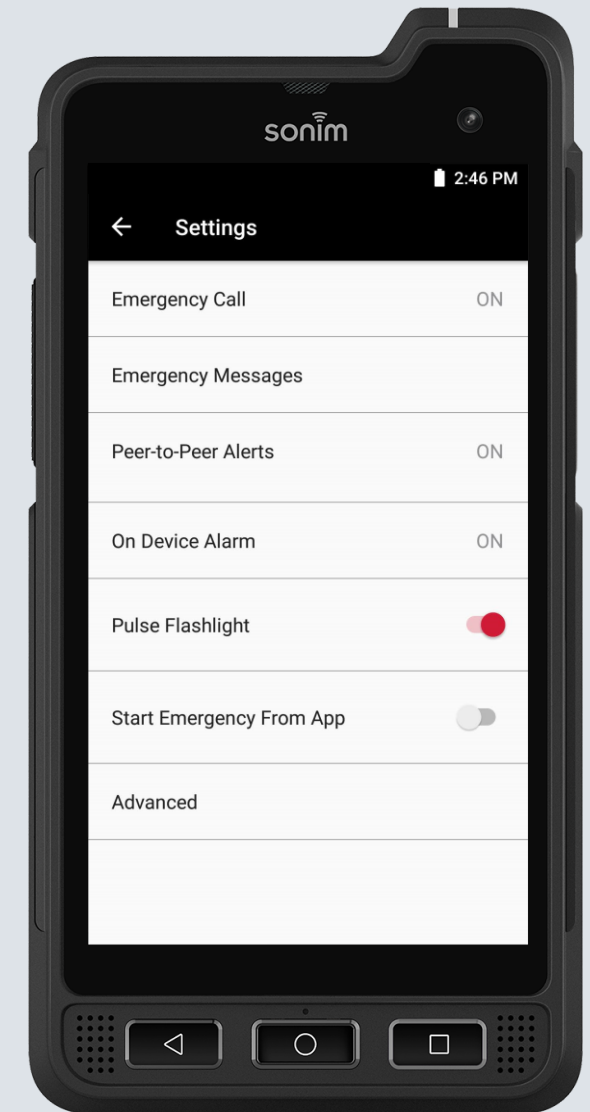 sonim
2:46 PM
Settings
Emergency Call ON
Emergency Messages
Peer-to-Peer Alerts ON
On Device Alarm ON
Pulse Flashlight
Start Emergency From App
Advanced